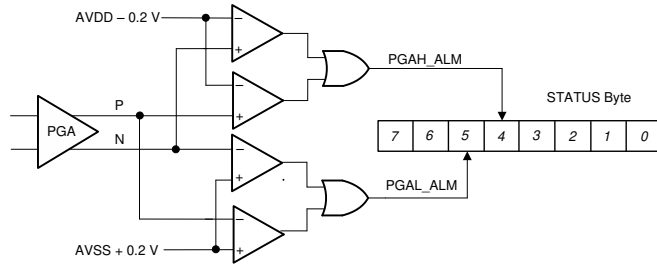 AVDD – 0.2 V
–
+
PGAH_ALM
–
+
STATUS Byte
P
PGA
N
7 6 5 4 3 2 1 0
–
+
PGAL_ALM
–
+
AVSS + 0.2 V